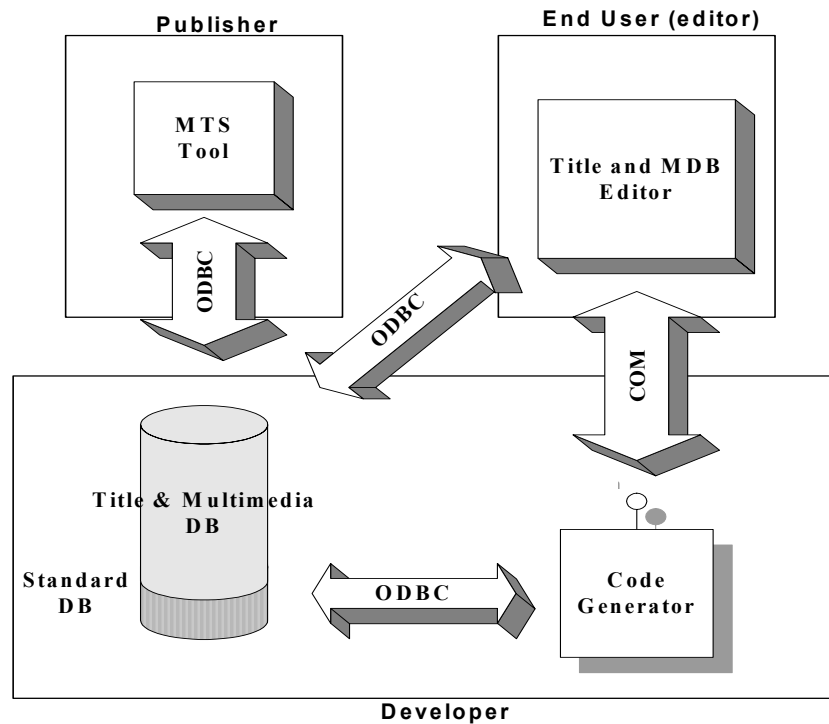 Publisher
End User (editor)
MTS
Tool
Title and MDB
Editor
ODBC
ODBC
COM
Title & Multimedia
DB
Standard
DB
ODBC
Code
Generator
Developer